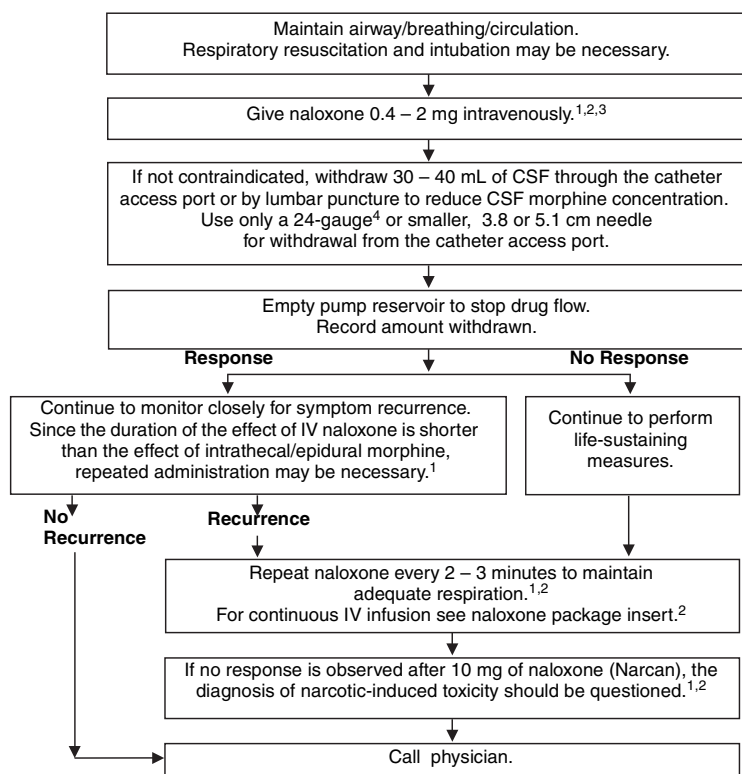 Maintain airway/breathing/circulation.
Respiratory resuscitation and intubation may be necessary.
Give naloxone 0.4 – 2 mg intravenously.1,2,3
If not contraindicated, withdraw 30 – 40 mL of CSF through the catheter
access port or by lumbar puncture to reduce CSF morphine concentration.
Use only a 24-gauge4 or smaller, 3.8 or 5.1 cm needle
for withdrawal from the catheter access port.
Empty pump reservoir to stop drug flow.
Record amount withdrawn.
Response
No Response
Continue to monitor closely for symptom recurrence.
Since the duration of the effect of IV naloxone is shorter
than the effect of intrathecal/epidural morphine,
repeated administration may be necessary.1
Continue to perform
life-sustaining
measures.
No
Recurrence
Recurrence
Repeat naloxone every 2 – 3 minutes to maintain
adequate respiration.1,2
For continuous IV infusion see naloxone package insert.2
If no response is observed after 10 mg of naloxone (Narcan), the
diagnosis of narcotic-induced toxicity should be questioned.1,2
Call physician.